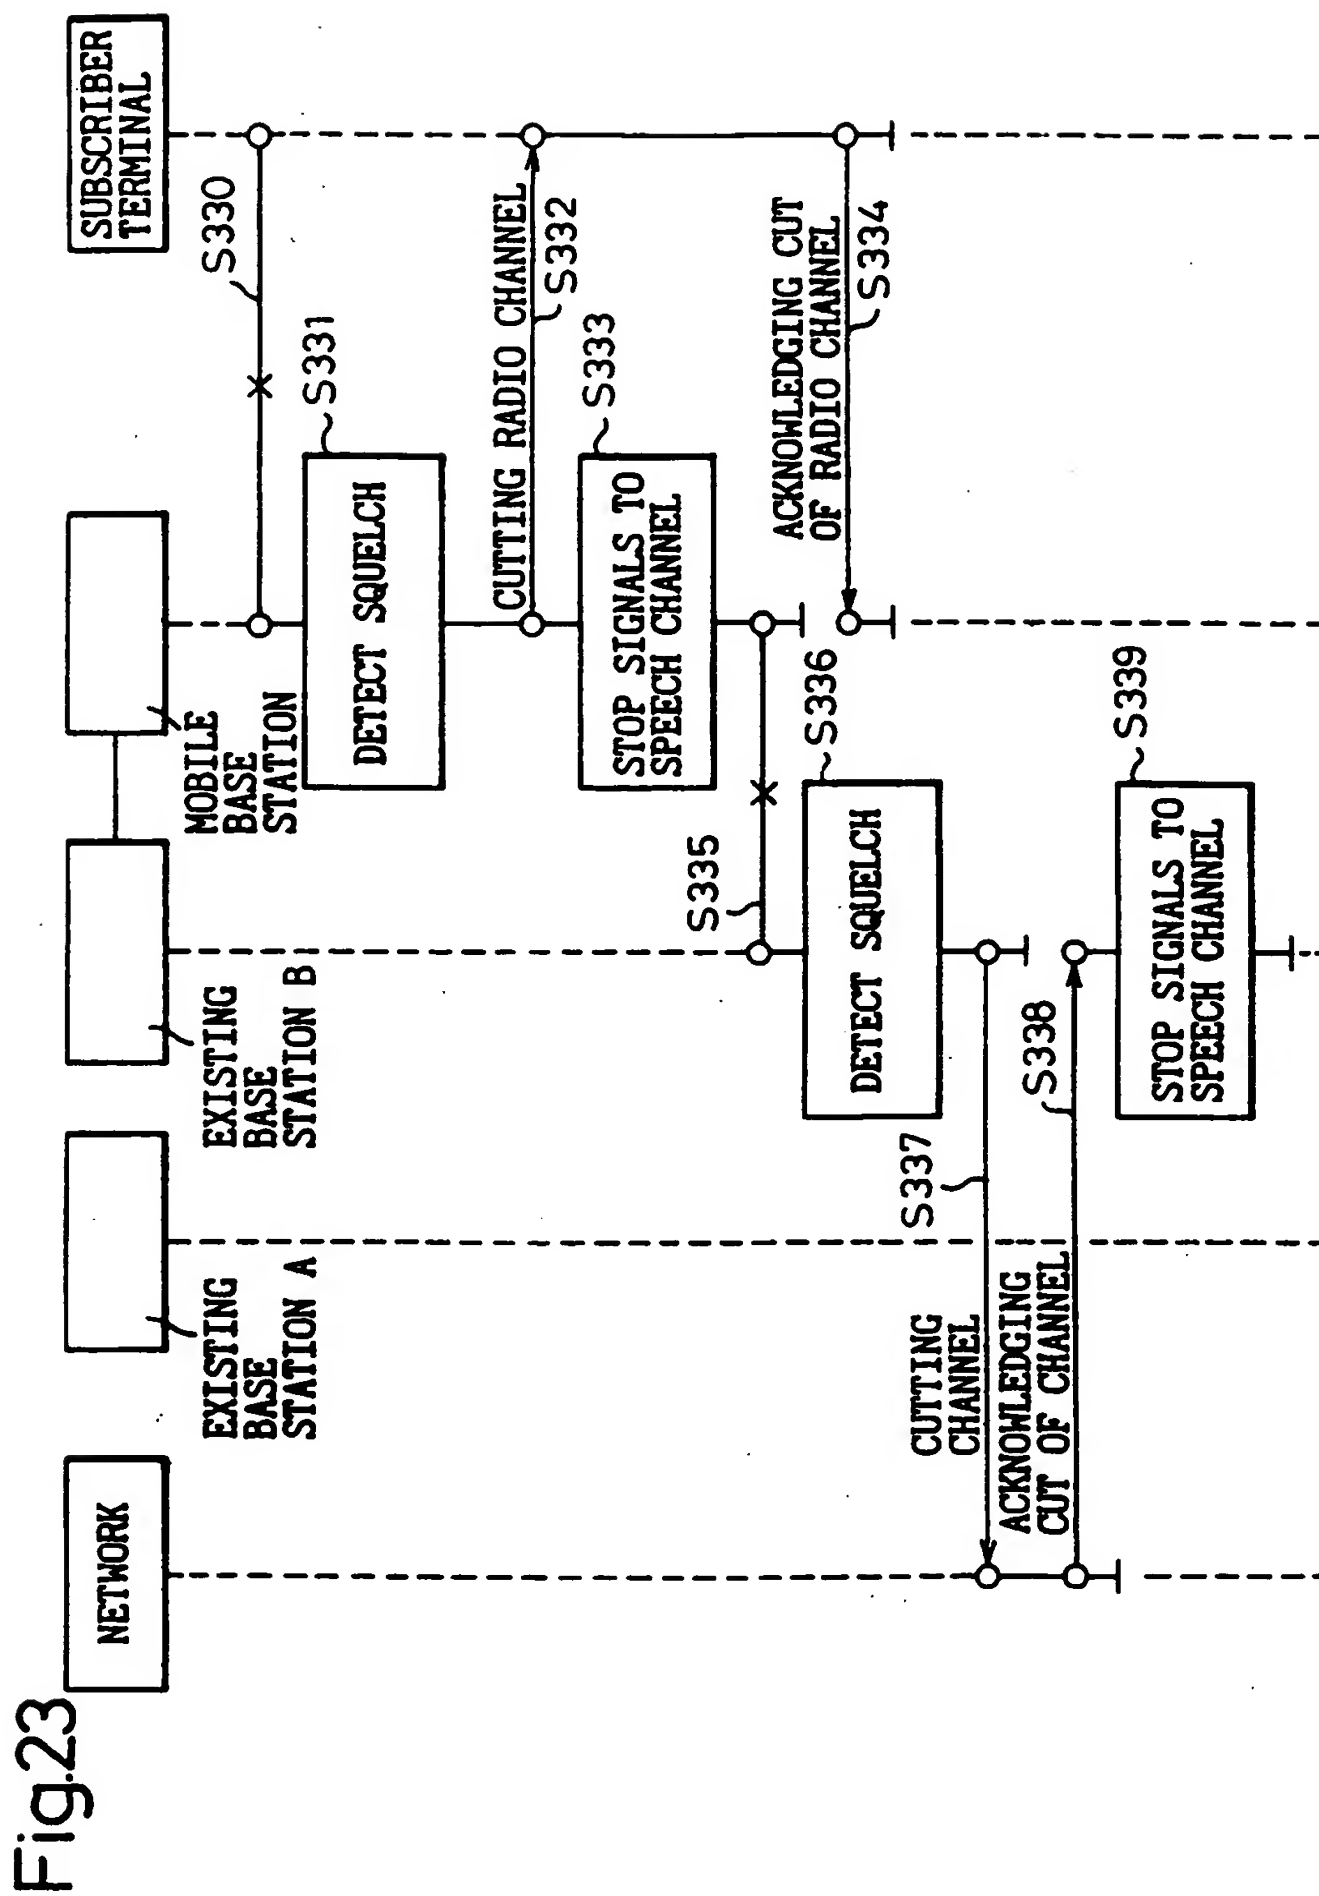 Fig.23
NETWORK
EXISTING
BASE
STATION A
EXISTING
BASE
STATION B
MOBILE
BASE
STATION
SUBSCRIBER
TERMINAL
S330
DETECT SQUELCH
S331
CUTTING RADIO CHANNEL
S332
STOP SIGNALS TO
SPEECH CHANNEL
S333
ACKNOWLEDGING CUT
OF RADIO CHANNEL
S334
S335
DETECT SQUELCH
S336
CUTTING
CHANNEL
S337
ACKNOWLEDGING
CUT OF CHANNEL
S338
STOP SIGNALS TO
SPEECH CHANNEL
S339